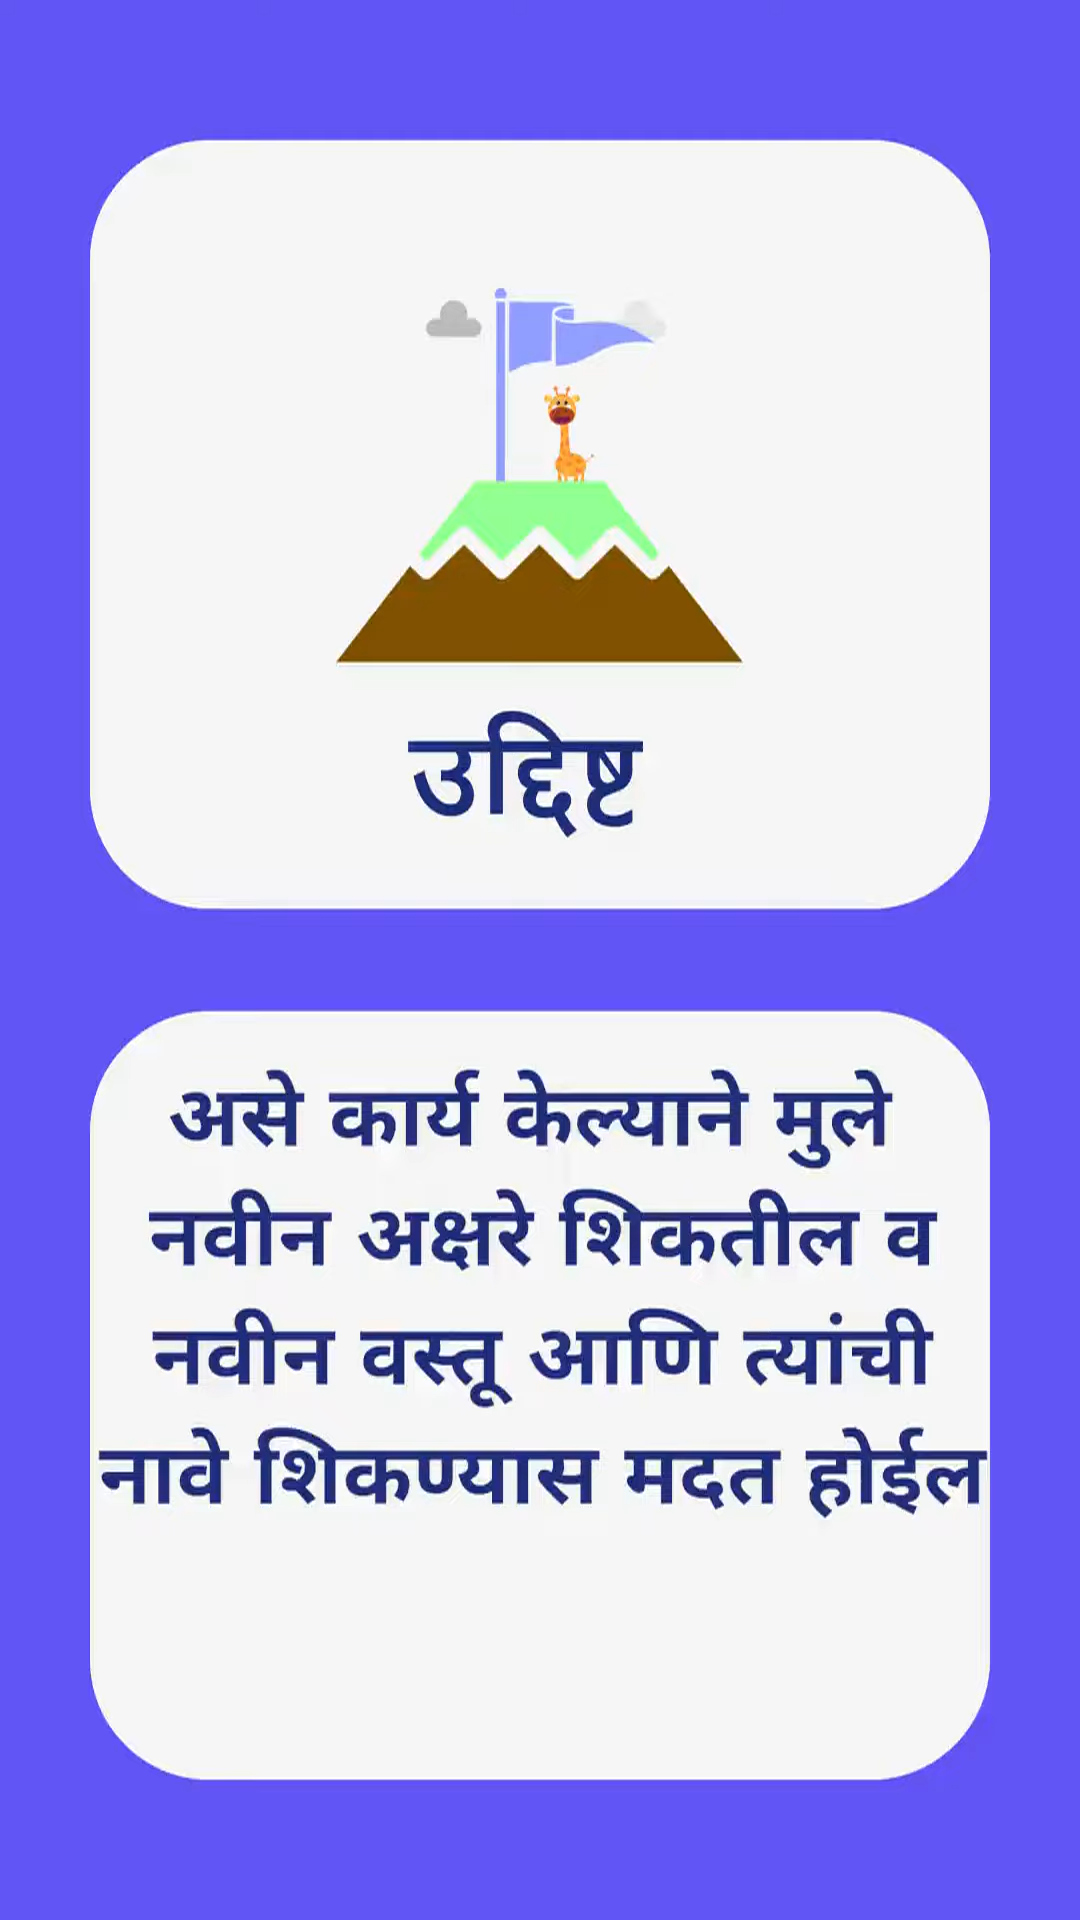 उद्दिष्ट
असे कार्य केल्याने मुले
नवीन अक्षरे शिकतील व
नवीन वस्तू आणि त्यांची
नावे शिकण्यास मदत होईल